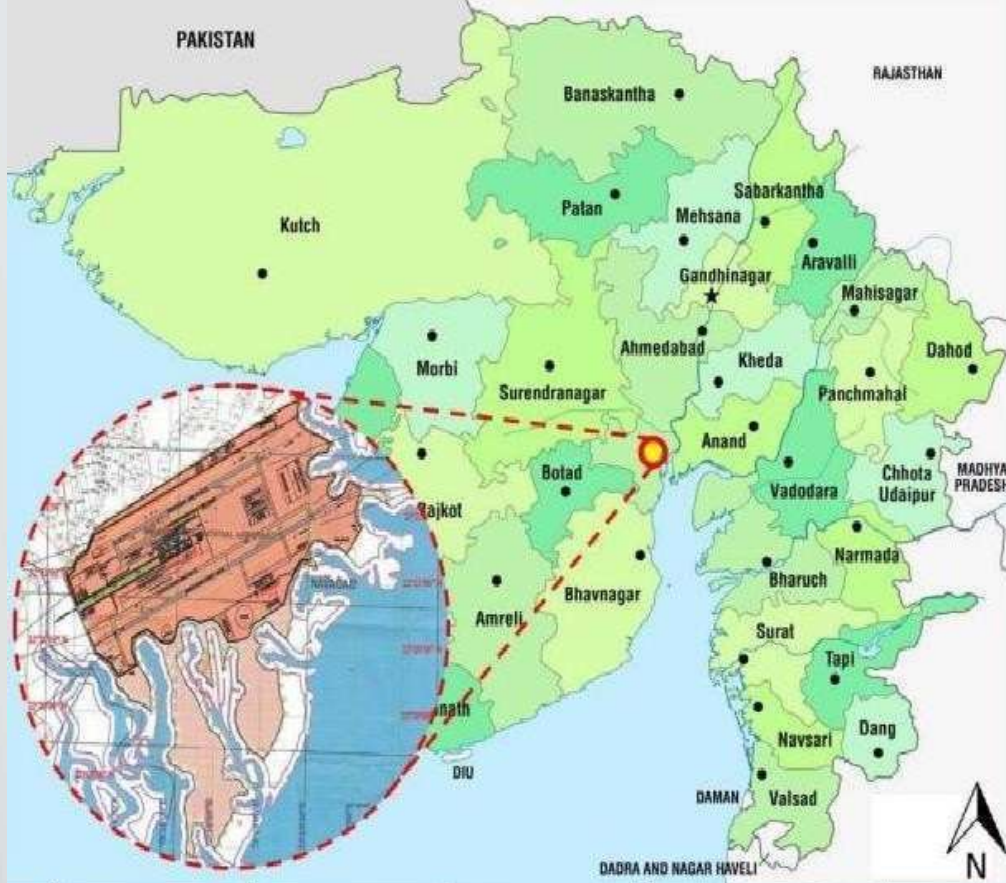 PAKISTAN
RAJASTHAN
Banaskantha
Sabarkantha
Patan
Mehsana
Kutch
Aravalli
Gandhinagar
Mahisagar
Ahmedabad
Kheda
Dahod
Morbi
Surendranagar
Panchmahal
Anand
Botad
Chhota
Udaipur
MADHYA
PRADESH
Vadodara
Rajkot
Narmada
Bharuch
Bhavnagar
Amreli
Surat
Tapi
nath
Dang
Navsari
DIU
DAMAN
Valsad
DADRA AND NAGAR HAVELI
N